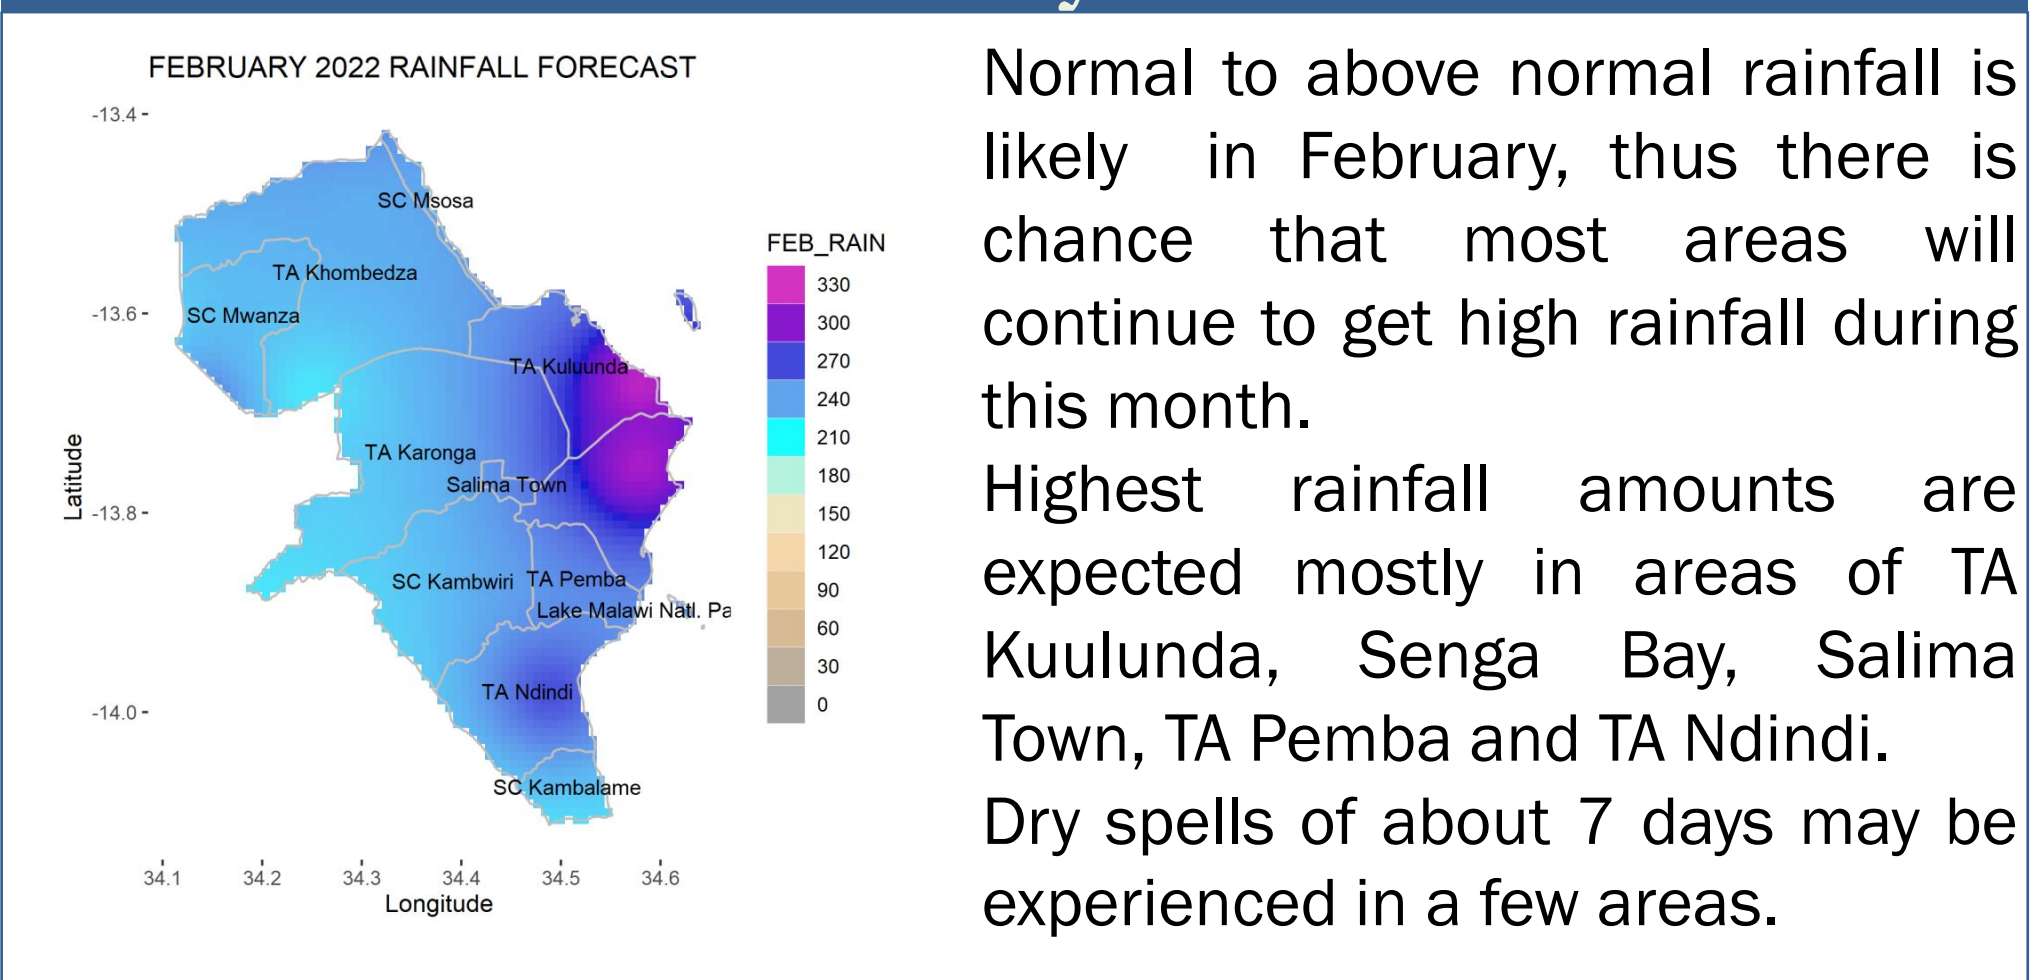 FEBRUARY 2022 RAINFALL FORECAST
-13.4
-13.6
-13.8
-14.0
Latitude
34.1 34.2 34.3 34.4 34.5 34.6
Longitude
SC Msosa
TA Khombedza
SC Mwanza
TA Kuluunda
TA Karonga
Salima Town
SC Kambwiri TA Pemba
Lake Malawi Natl. Pa
TA Ndindi
SC Kambalame
FEB_RAIN
330
300
270
240
210
180
150
120
90
60
30
0
Normal to above normal rainfall is
likely in February, thus there is
chance that most areas will
continue to get high rainfall during
this month.
Highest rainfall amounts are
expected mostly in areas of TA
Kuulunda, Senga Bay, Salima
Town, TA Pemba and TA Ndindi.
Dry spells of about 7 days may be
experienced in a few areas.